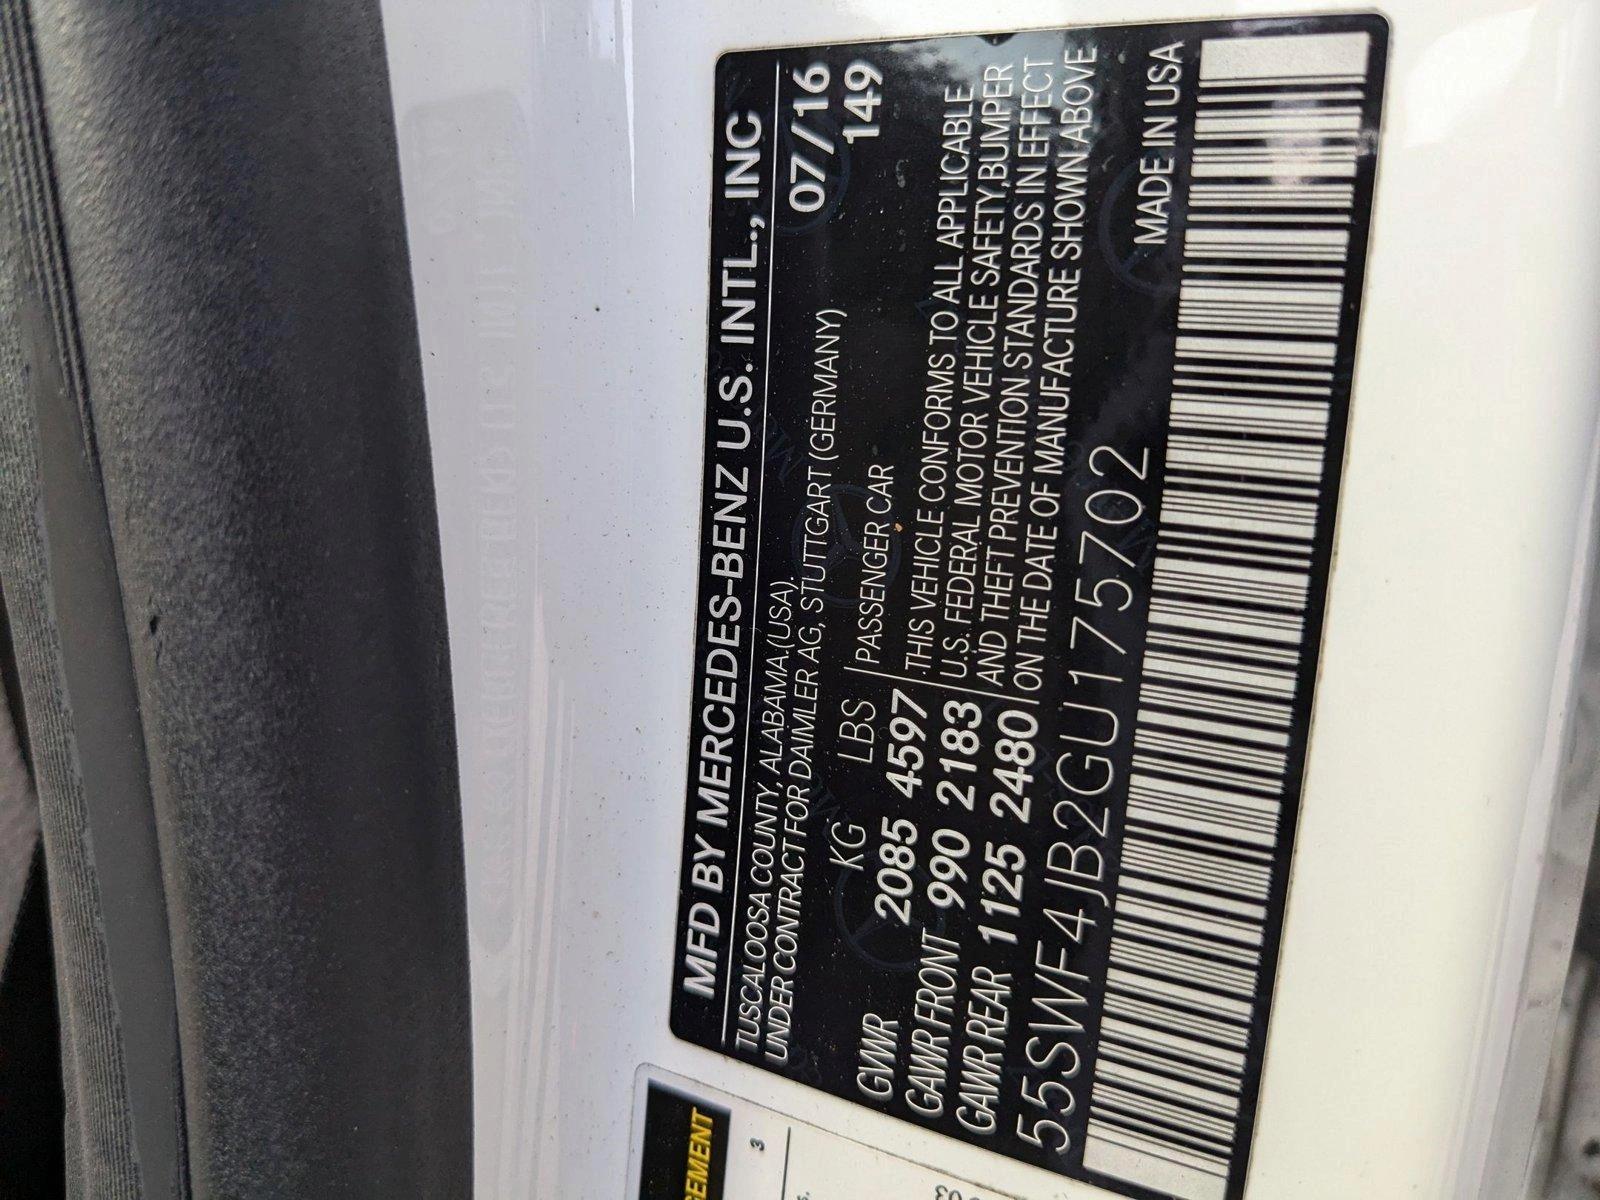 MFD BY MERCEDES-BENZ U.S. INTL., INC
TUSCALOOSA COUNTY, ALABAMA.(USA). 07/16
UNDER CONTRACT FOR DAIMLER AG, STUTTGART (GERMANY) 149
KG LBS PASSENGER CAR
GWR 2085 4597 THIS VEHICLE CONFORMS TO ALL APPLICABLE
GAWR FRONT 990 2183 U.S. FEDERAL MOTOR VEHICLE SAFETY,BUMPER
GAWR REAR 1125 2480 AND THEFT PREVENTION STANDARDS IN EFFECT
ON THE DATE OF MANUFACTURE SHOWN ABOVE
55SWF4JB2GU175702 MADE IN USA
GEMENT
3